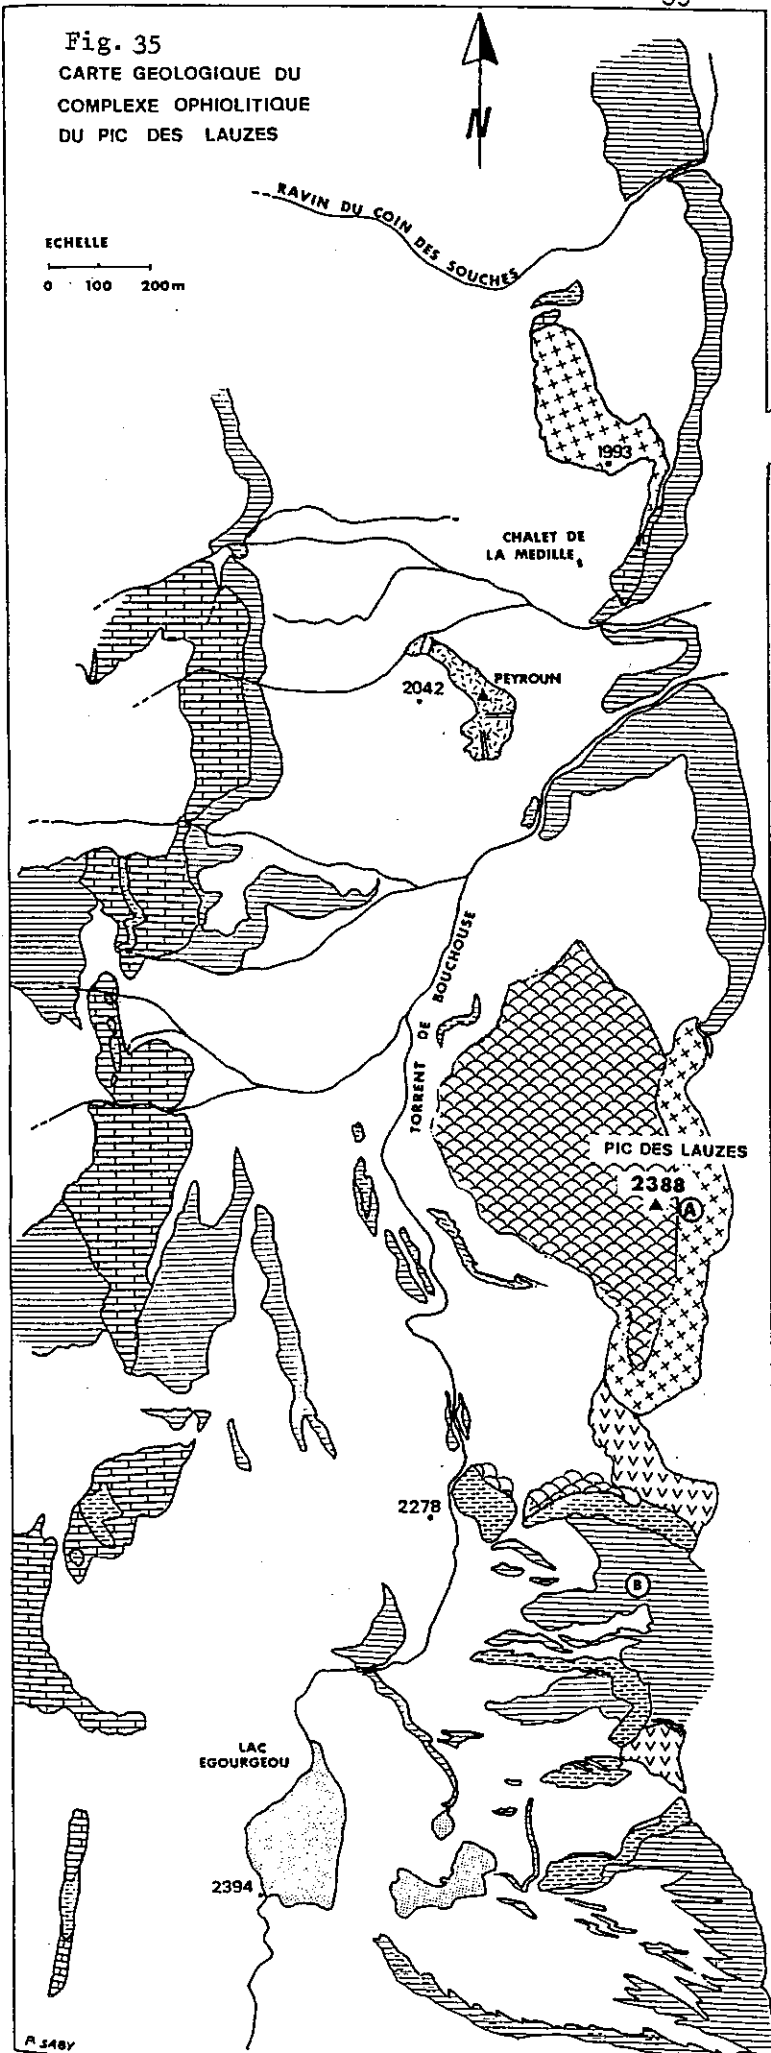 Fig. 35
CARTE GEOLOGIQUE DU
COMPLEXE OPHIOLITIQUE
DU PIC DES LAUZES
N
RAVIN DU COIN DES SOUCHES
ECHELLE
0 100 200m
1993
CHALET DE
LA MEDILLE
PEYROUN
2042
TORRENT DE BOUCHOUSE
PIC DES LAUZES
2388
A
2278
B
LAC
EGOURGEOU
2394
P. SABY